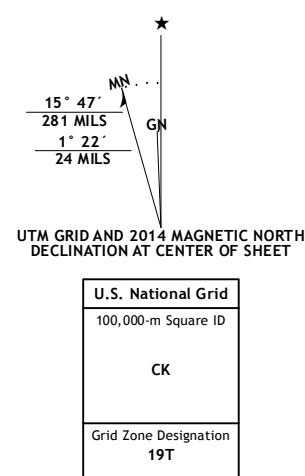 ★
MN
GN
15° 47´
281 MILS
1° 22´
24 MILS
UTM GRID AND 2014 MAGNETIC NORTH
DECLINATION AT CENTER OF SHEET
U.S. National Grid
100,000-m Square ID
CK
Grid Zone Designation
19T